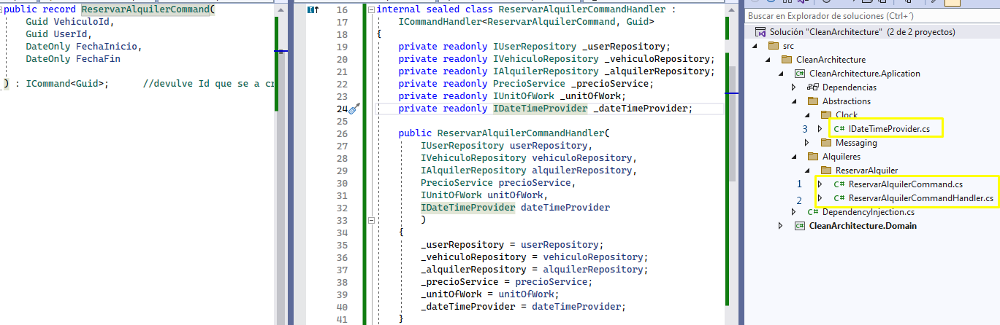 public record ReservarAlquilerCommand(
    Guid VehiculoId,
    Guid UserId,
    DateOnly FechaInicio,
    DateOnly FechaFin
) : ICommand<Guid>;      //devulve Id que se a cr
16 internal sealed class ReservarAlquilerCommandHandler :
17     ICommandHandler<ReservarAlquilerCommand, Guid>
18 {
19     private readonly IUserRepository _userRepository;
20     private readonly IVehiculoRepository _vehiculoRepository;
21     private readonly IAlquilerRepository _alquilerRepository;
22     private readonly PrecioService _precioService;
23     private readonly IUnitOfWork _unitOfWork;
24     private readonly IDateTimeProvider _dateTimeProvider;
25
26     public ReservarAlquilerCommandHandler(
27         IUserRepository userRepository,
28         IVehiculoRepository vehiculoRepository,
29         IAlquilerRepository alquilerRepository,
30         PrecioService precioService,
31         IUnitOfWork unitOfWork,
32         IDateTimeProvider dateTimeProvider
33         )
34     {
35         _userRepository = userRepository;
36         _vehiculoRepository = vehiculoRepository;
37         _alquilerRepository = alquilerRepository;
38         _precioService = precioService;
39         _unitOfWork = unitOfWork;
40         _dateTimeProvider = dateTimeProvider;
41     }
Buscar en Explorador de soluciones (Ctrl+´)
Solución "CleanArchitecture" (2 de 2 proyectos)
src
CleanArchitecture
C# CleanArchitecture.Aplication
Dependencias
Abstractions
Clock
3 C# IDateTimeProvider.cs
Messaging
Alquileres
ReservarAlquiler
1 C# ReservarAlquilerCommand.cs
2 C# ReservarAlquilerCommandHandler.cs
C# DependencyInjection.cs
C# CleanArchitecture.Domain